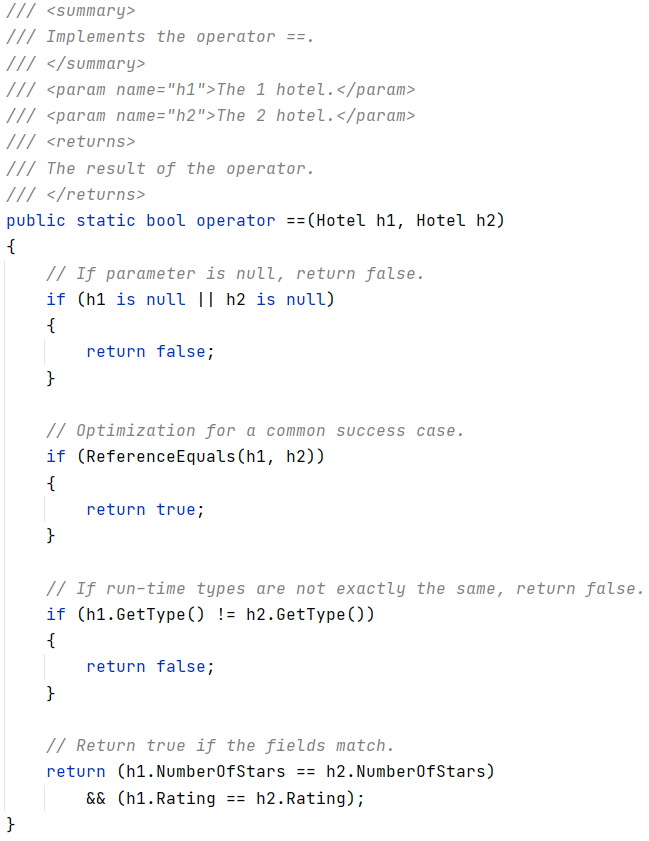 /// <summary>
/// Implements the operator ==.
/// </summary>
/// <param name="h1">The 1 hotel.</param>
/// <param name="h2">The 2 hotel.</param>
/// <returns>
/// The result of the operator.
/// </returns>
public static bool operator ==(Hotel h1, Hotel h2)
{
    // If parameter is null, return false.
    if (h1 is null || h2 is null)
    {
        return false;
    }

    // Optimization for a common success case.
    if (ReferenceEquals(h1, h2))
    {
        return true;
    }

    // If run-time types are not exactly the same, return false.
    if (h1.GetType() != h2.GetType())
    {
        return false;
    }

    // Return true if the fields match.
    return (h1.NumberOfStars == h2.NumberOfStars)
        && (h1.Rating == h2.Rating);
}